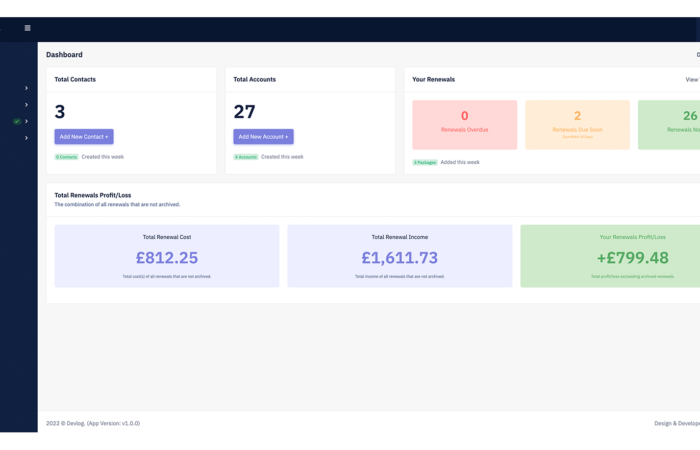 Dashboard
Total Contacts
Total Accounts
Your Renewals
View
3
27
0
Renewals Overdue
2
Renewals Due Soon
26
Renewals
Add New Contact +
Add New Account +
0 Contacts Created this week
4 Accounts Created this week
3 Packages Added this week
Total Renewals Profit/Loss
The combination of all renewals that are not archived.
Total Renewal Cost
£812.25
Total cost(s) of all renewals that are not archived.
Total Renewal Income
£1,611.73
Total income of all renewals that are not archived.
Your Renewals Profit/Loss
+£799.48
Total profit/loss exceeding archived renewals.
2022 © Devlog. (App Version: v1.0.0)
Design &